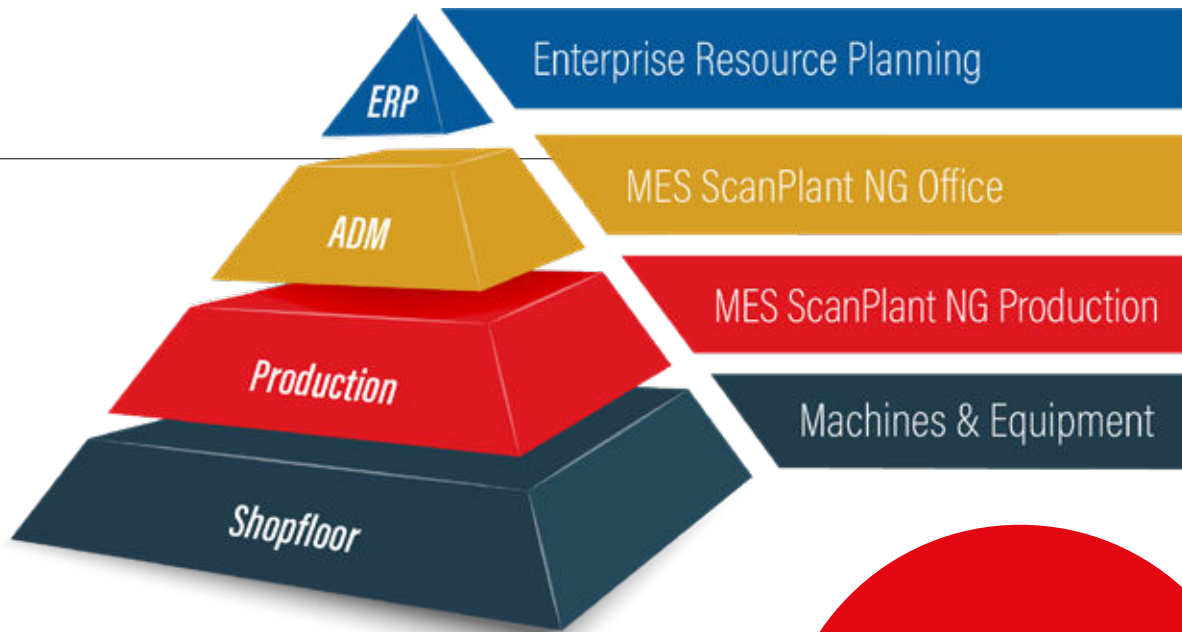 ERP
Enterprise Resource Planning
ADM
MES ScanPlant NG Office
Production
MES ScanPlant NG Production
Shopfloor
Machines & Equipment